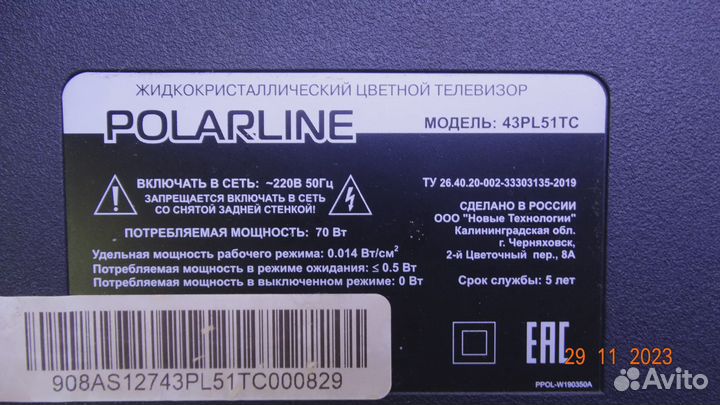 ЖИДКОКРИСТАЛЛИЧЕСКИЙ ЦВЕТНОЙ ТЕЛЕВИЗОР
POLARLINE
МОДЕЛЬ: 43PL51TC
ВКЛЮЧАТЬ В СЕТЬ: ~220В 50Гц
ЗАПРЕЩАЕТСЯ ВКЛЮЧАТЬ В СЕТЬ
СО СНЯТОЙ ЗАДНЕЙ СТЕНКОЙ!
ПОТРЕБЛЯЕМАЯ МОЩНОСТЬ: 70 Вт
Удельная мощность рабочего режима: 0.014 Вт/см²
Потребляемая мощность в режиме ожидания: ≤ 0.5 Вт
Потребляемая мощность в выключенном режиме: 0 Вт
ТУ 26.40.20-002-33303135-2019
СДЕЛАНО В РОССИИ
ООО "Новые Технологии"
Калининградская обл.
г. Черняховск,
2-й Цветочный пер., 8А
Срок службы: 5 лет
EAC
PPOL-W190350A
908AS12743PL51TC000829
29 11 2023
Avito